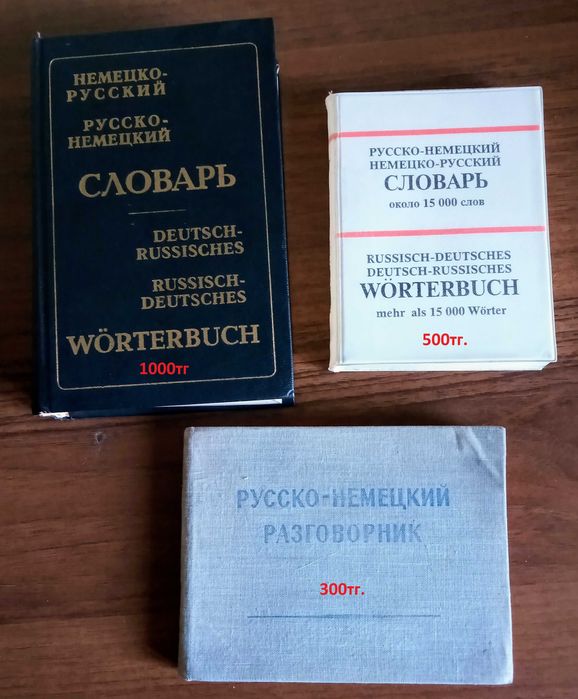 НЕМЕЦКО-
РУССКИЙ
РУССКО-
НЕМЕЦКИЙ
СЛОВАРЬ
DEUTSCH-
RUSSISCHES
RUSSISCH-
DEUTSCHES
WÖRTERBUCH
1000тг
РУССКО-НЕМЕЦКИЙ
НЕМЕЦКО-РУССКИЙ
СЛОВАРЬ
около 15 000 слов
RUSSISCH-DEUTSCHES
DEUTSCH-RUSSISCHES
WÖRTERBUCH
mehr als 15 000 Wörter
500тг.
РУССКО-НЕМЕЦКИЙ
РАЗГОВОРНИК
300тг.